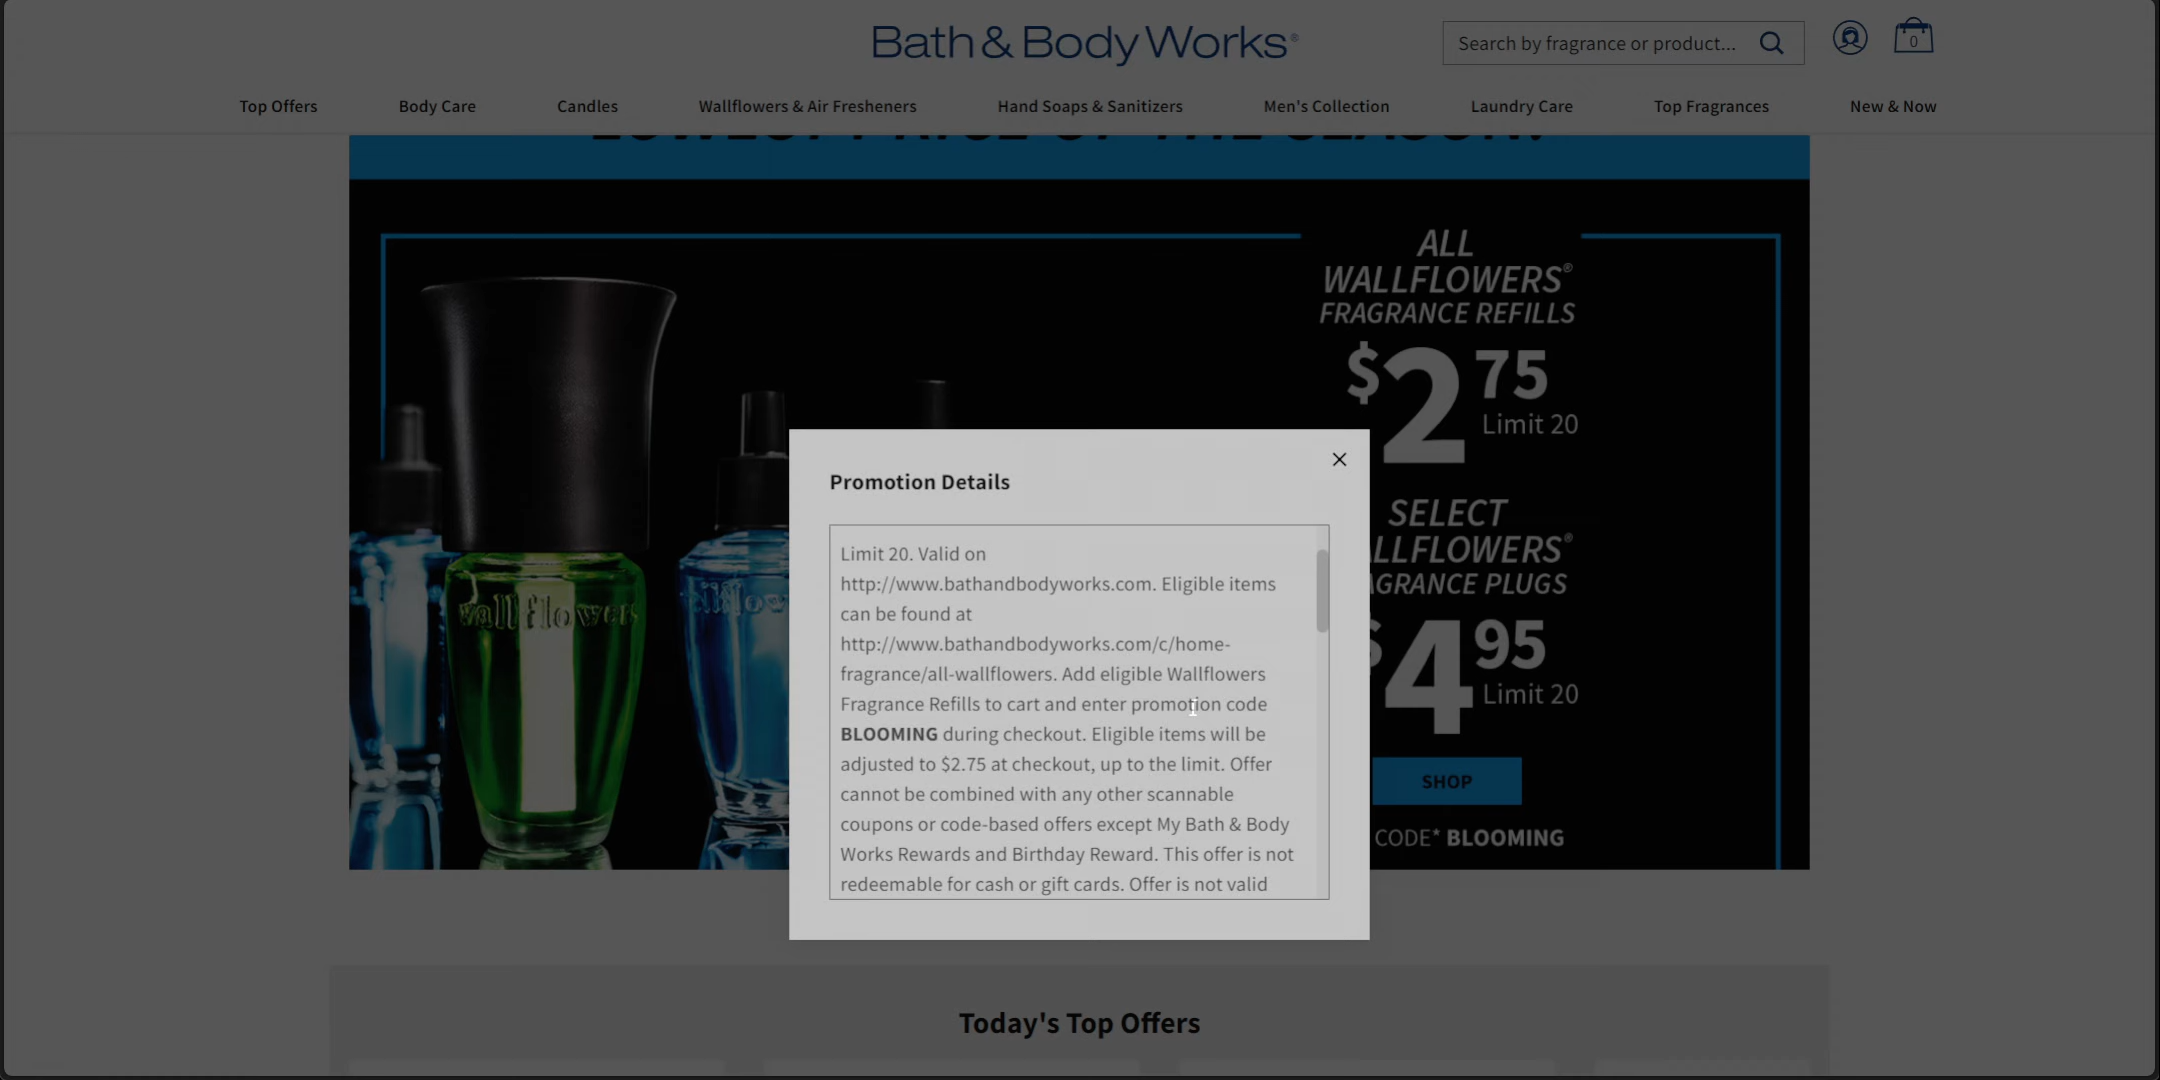 Bath & Body Works®
Search by fragrance or product...
0
Top Offers
Body Care
Candles
Wallflowers & Air Fresheners
Hand Soaps & Sanitizers
Men's Collection
Laundry Care
Top Fragrances
New & Now
LOWEST PRICE OF THE SEASON!
ALL
WALLFLOWERS®
FRAGRANCE REFILLS
$2 75
Limit 20
SELECT
LLFLOWERS®
GRANCE PLUGS
$4 95
Limit 20
SHOP
CODE* BLOOMING
wallflowers
Promotion Details
Limit 20. Valid on
http://www.bathandbodyworks.com. Eligible items
can be found at
http://www.bathandbodyworks.com/c/home-
fragrance/all-wallflowers. Add eligible Wallflowers
Fragrance Refills to cart and enter promotion code
BLOOMING during checkout. Eligible items will be
adjusted to $2.75 at checkout, up to the limit. Offer
cannot be combined with any other scannable
coupons or code-based offers except My Bath & Body
Works Rewards and Birthday Reward. This offer is not
redeemable for cash or gift cards. Offer is not valid
Today's Top Offers